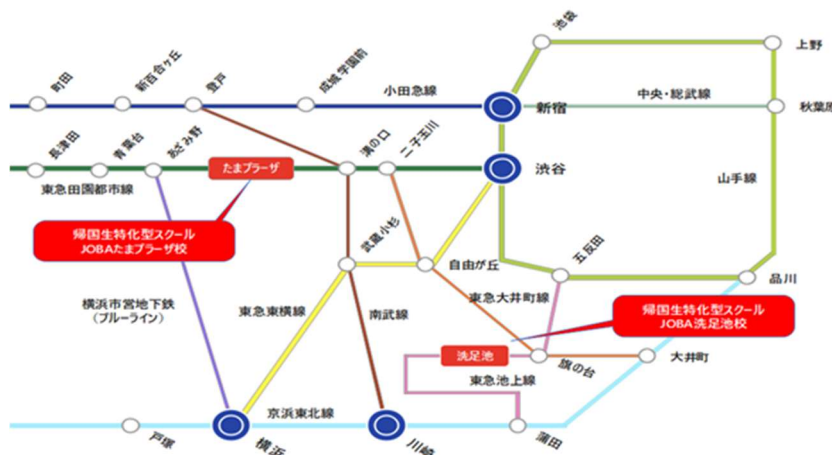 池袋
上野
町田
新百合ヶ丘
登戸
成城学園前
小田急線
新宿
中央・総武線
秋葉原
長津田
青葉台
あざみ野
たまプラーザ
溝の口
二子玉川
渋谷
山手線
東急田園都市線
帰国生特化型スクール
JOBAたまプラーザ校
武蔵小杉
自由が丘
五反田
品川
横浜市営地下鉄
(ブルーライン)
東急東横線
南武線
東急大井町線
帰国生特化型スクール
JOBA洗足池校
洗足池
旗の台
大井町
東急池上線
京浜東北線
戸塚
横浜
川崎
蒲田